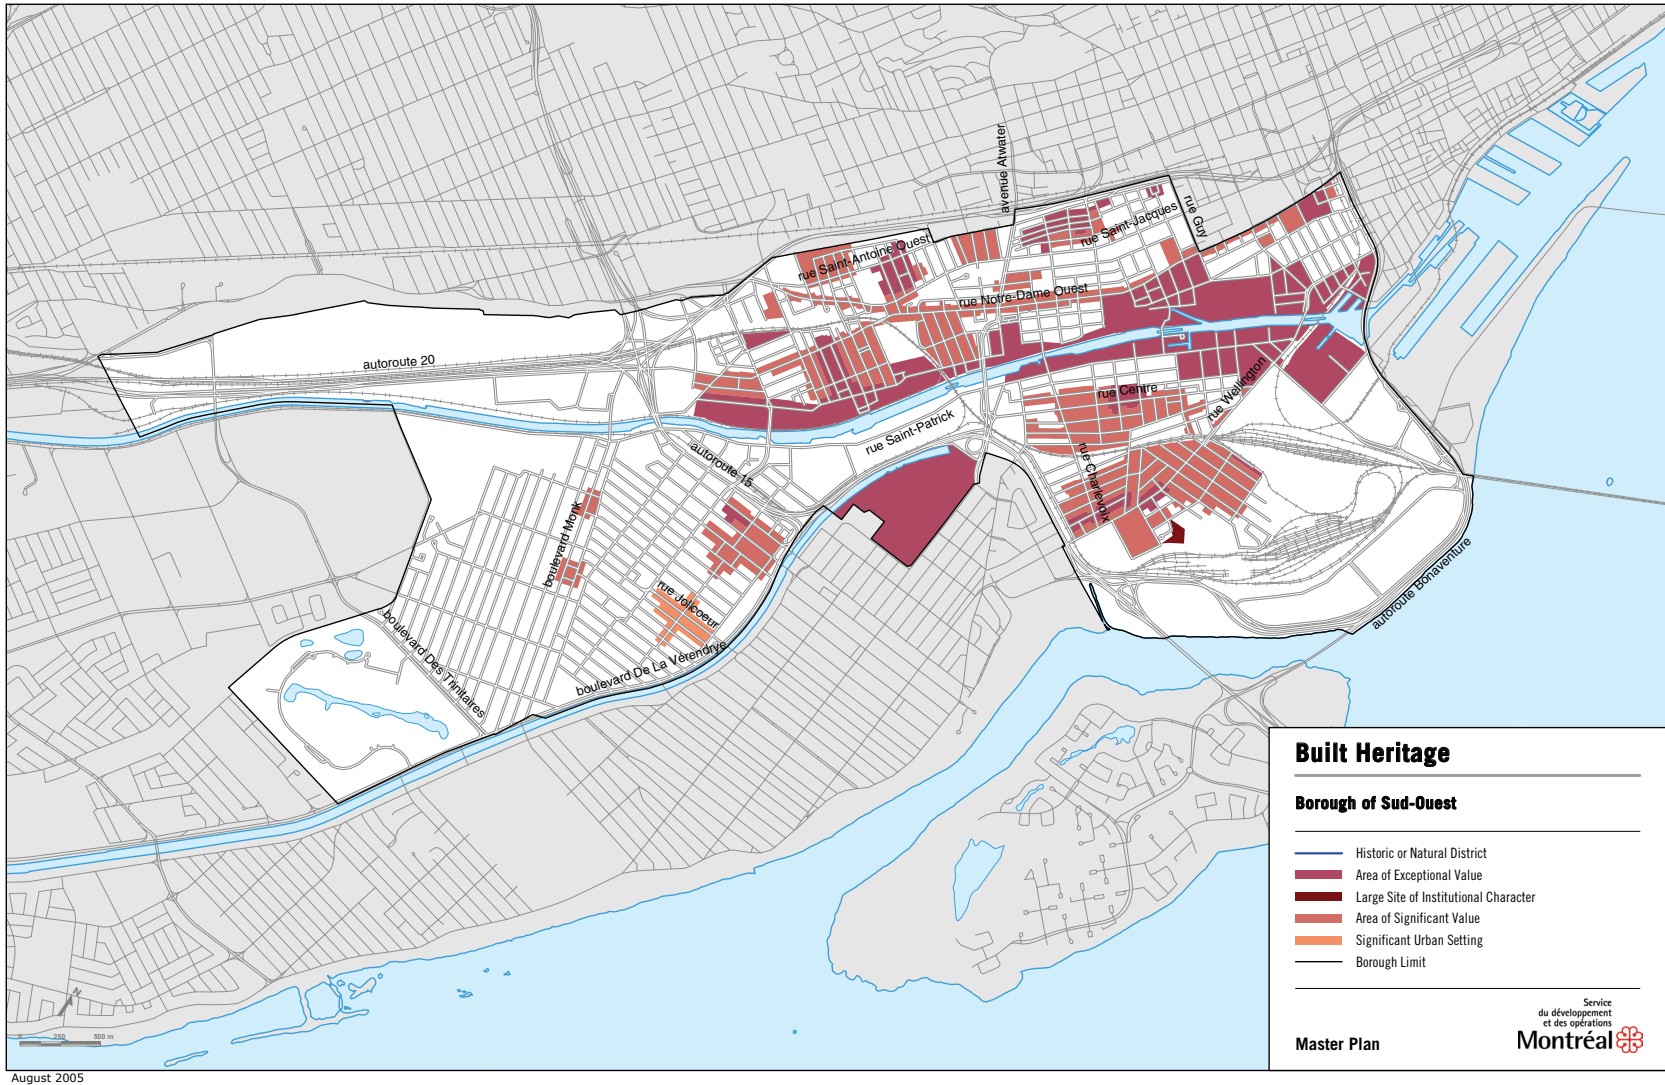 avenue Atwater
rue Guy
rue Saint-Jacques
rue Saint-Antoine Ouest
rue Notre-Dame Ouest
autoroute 20
rue Centre
rue Wellington
rue Saint-Patrick
autoroute 15
rue Charlevoix
boulevard Monk
rue Jolicoeur
autoroute Bonaventure
boulevard Des Trinitaires
boulevard De La Vérendrye
Built Heritage
Borough of Sud-Ouest
Historic or Natural District
Area of Exceptional Value
Large Site of Institutional Character
Area of Significant Value
Significant Urban Setting
Borough Limit
Service
du développement
et des opérations
Master Plan
Montréal
N
0 250 500 m
August 2005